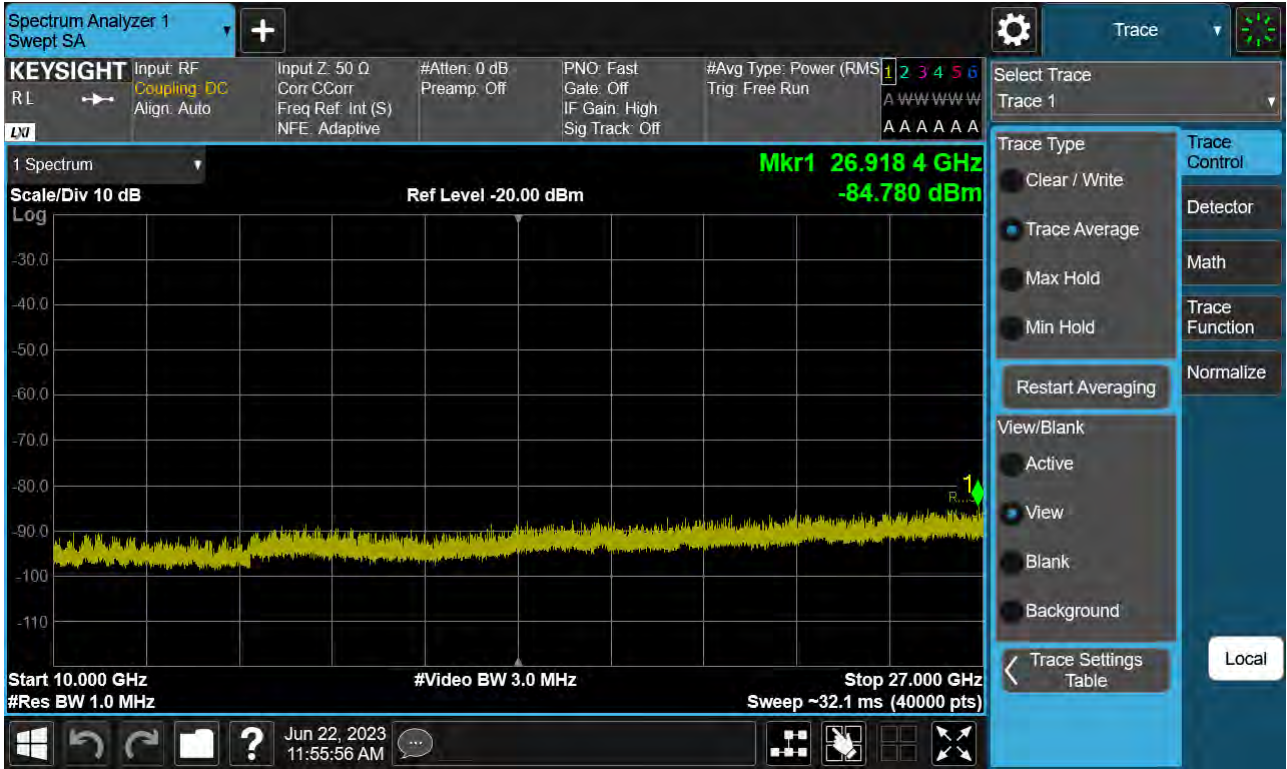 Spectrum Analyzer 1
Swept SA
Trace
KEYSIGHT
R L
LXI
Input: RF
Coupling: DC
Align: Auto
Input Z: 50 Ω
Corr CCorr
Freq Ref: Int (S)
NFE: Adaptive
#Atten: 0 dB
Preamp: Off
PNO: Fast
Gate: Off
IF Gain: High
Sig Track: Off
#Avg Type: Power (RMS
Trig: Free Run
1 2 3 4 5 6
A W W W W W
A A A A A A
Select Trace
Trace 1
1 Spectrum
Scale/Div 10 dB
Log
Ref Level -20.00 dBm
Mkr1 26.918 4 GHz
-84.780 dBm
-30.0
-40.0
-50.0
-60.0
-70.0
-80.0
-90.0
-100
-110
1
Start 10.000 GHz
#Res BW 1.0 MHz
#Video BW 3.0 MHz
Stop 27.000 GHz
Sweep ~32.1 ms (40000 pts)
Trace Type
Clear / Write
Trace Average
Max Hold
Min Hold
Restart Averaging
View/Blank
Active
View
Blank
Background
Trace Settings
Table
Trace
Control
Detector
Math
Trace
Function
Normalize
Local
?
Jun 22, 2023
11:55:56 AM